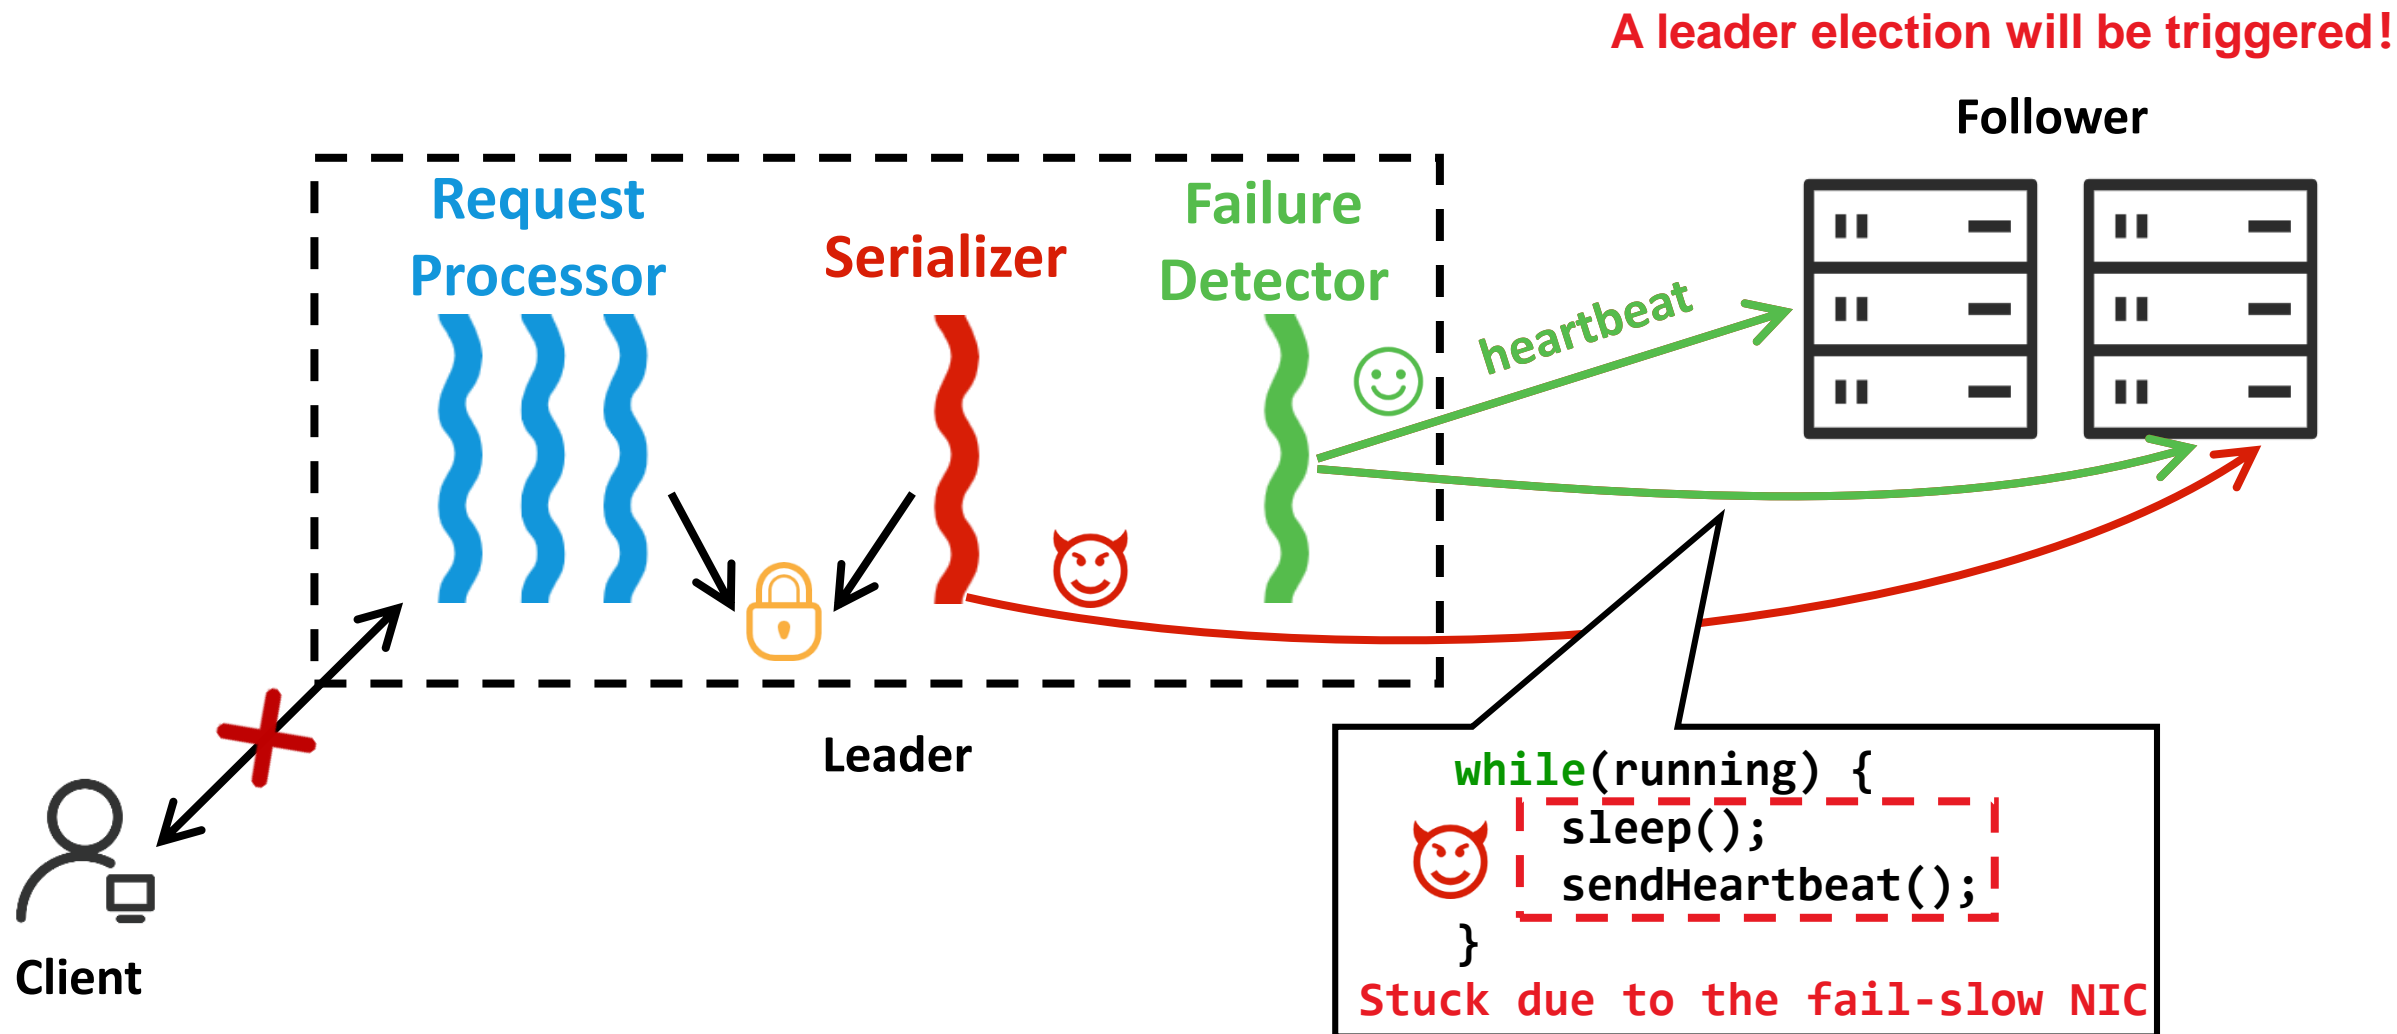 A leader election will be triggered!
Follower
Request
Processor
Serializer
Failure
Detector
heartbeat
Leader
Client
while(running) {
sleep();
sendHeartbeat();
}
Stuck due to the fail-slow NIC